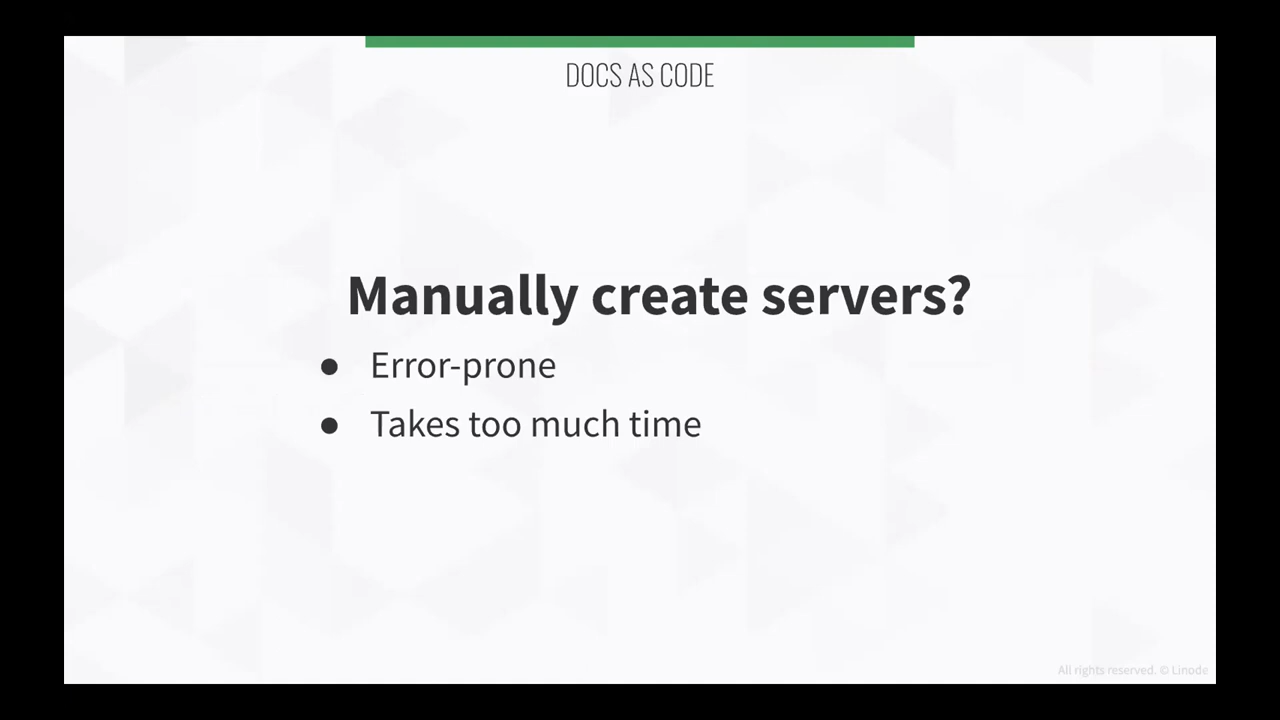 DOCS AS CODE
Manually create servers?
● Error-prone
● Takes too much time
All rights reserved. © Linode